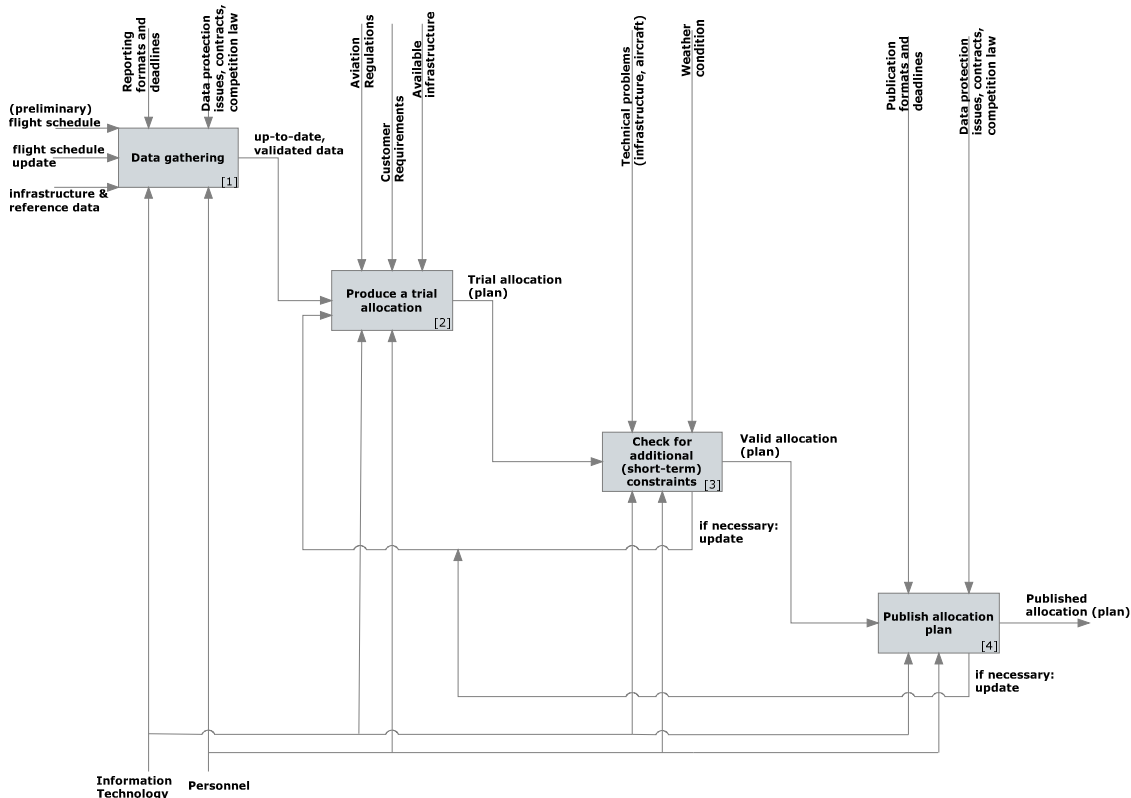 Reporting
formats and
deadlines
Data protection
issues, contracts,
competition law
Aviation
Regulations
Customer
Requirements
Available
infrastructure
Technical problems
(infrastructure, aircraft)
Weather
condition
Publication
formats and
deadlines
Data protection
issues, contracts,
competition law
(preliminary)
flight schedule
flight schedule
update
infrastructure &
reference data
Data gathering
[1]
up-to-date,
validated data
Produce a trial
allocation
[2]
Trial allocation
(plan)
Check for
additional
(short-term)
constraints
[3]
Valid allocation
(plan)
if necessary:
update
Publish allocation
plan
[4]
Published
allocation (plan)
if necessary:
update
Information
Technology
Personnel